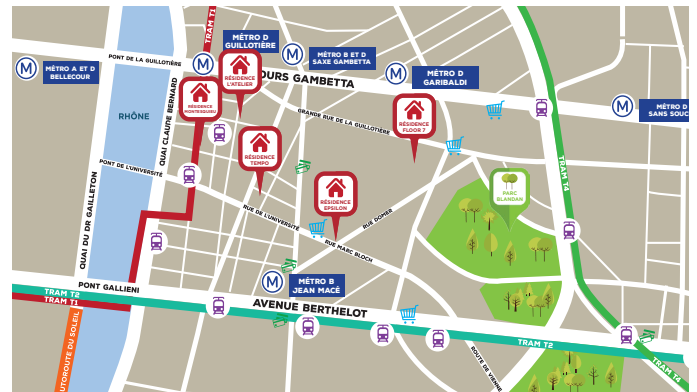 TRAM T1
MÉTRO D
GUILLOTIÈRE
MÉTRO B ET D
SAXE GAMBETTA
PONT DE LA GUILLOTIÈRE
M
M
M
MÉTRO A ET D
BELLECOUR
M
MÉTRO D
GARIBALDI
OURS GAMBETTA
RÉSIDENCE
L'ATELIER
RÉSIDENCE
MONTESQUIEU
M
MÉTRO D
SANS SOUC
RHÔNE
QUAI CLAUDE BERNARD
GRANDE RUE DE LA GUILLOTIÈRE
RÉSIDENCE
FLOOR 7
RÉSIDENCE
TEMPO
PONT DE L'UNIVERSITÉ
TRAM T4
PARC
BLANDAN
RÉSIDENCE
EPSILON
RUE DE L'UNIVERSITÉ
RUE DOMER
QUAI DU DR GAILLETON
RUE MARC BLOCH
M
MÉTRO B
JEAN MACÉ
PONT GALLIENI
TRAM T2
TRAM T1
AVENUE BERTHELOT
UTOROUTE DU SOLEIL
TRAM T2
ROUTE DE VIENNE
TRAM T4